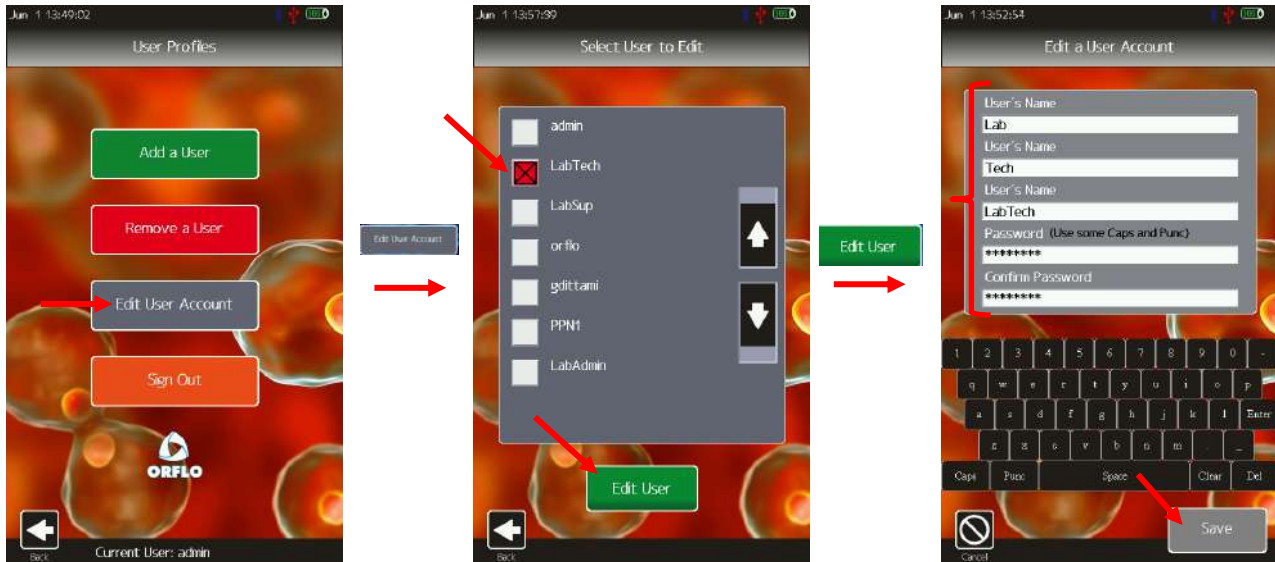 Jun 1 13:49:02
User Profiles
Add a User
Remove a User
Edit User Account
Sign Out
ORFLO
Back
Current User: admin
Edit User Account
Jun 1 13:57:39
Select User to Edit
admin
LabTech
LabSup
orflo
gdittami
PPN1
LabAdmin
Edit User
Back
Edit User
Jun 1 13:52:54
Edit a User Account
User's Name
Lab
User's Name
Tech
User's Name
LabTech
Password (Use some Caps and Punc)
********
Confirm Password
********
1 2 3 4 5 6 7 8 9 0 -
q w e r t y u i o p
a s d f g h j k l Enter
z x c v b n m . _
Caps Punc Space Clear Del
Cancel
Save